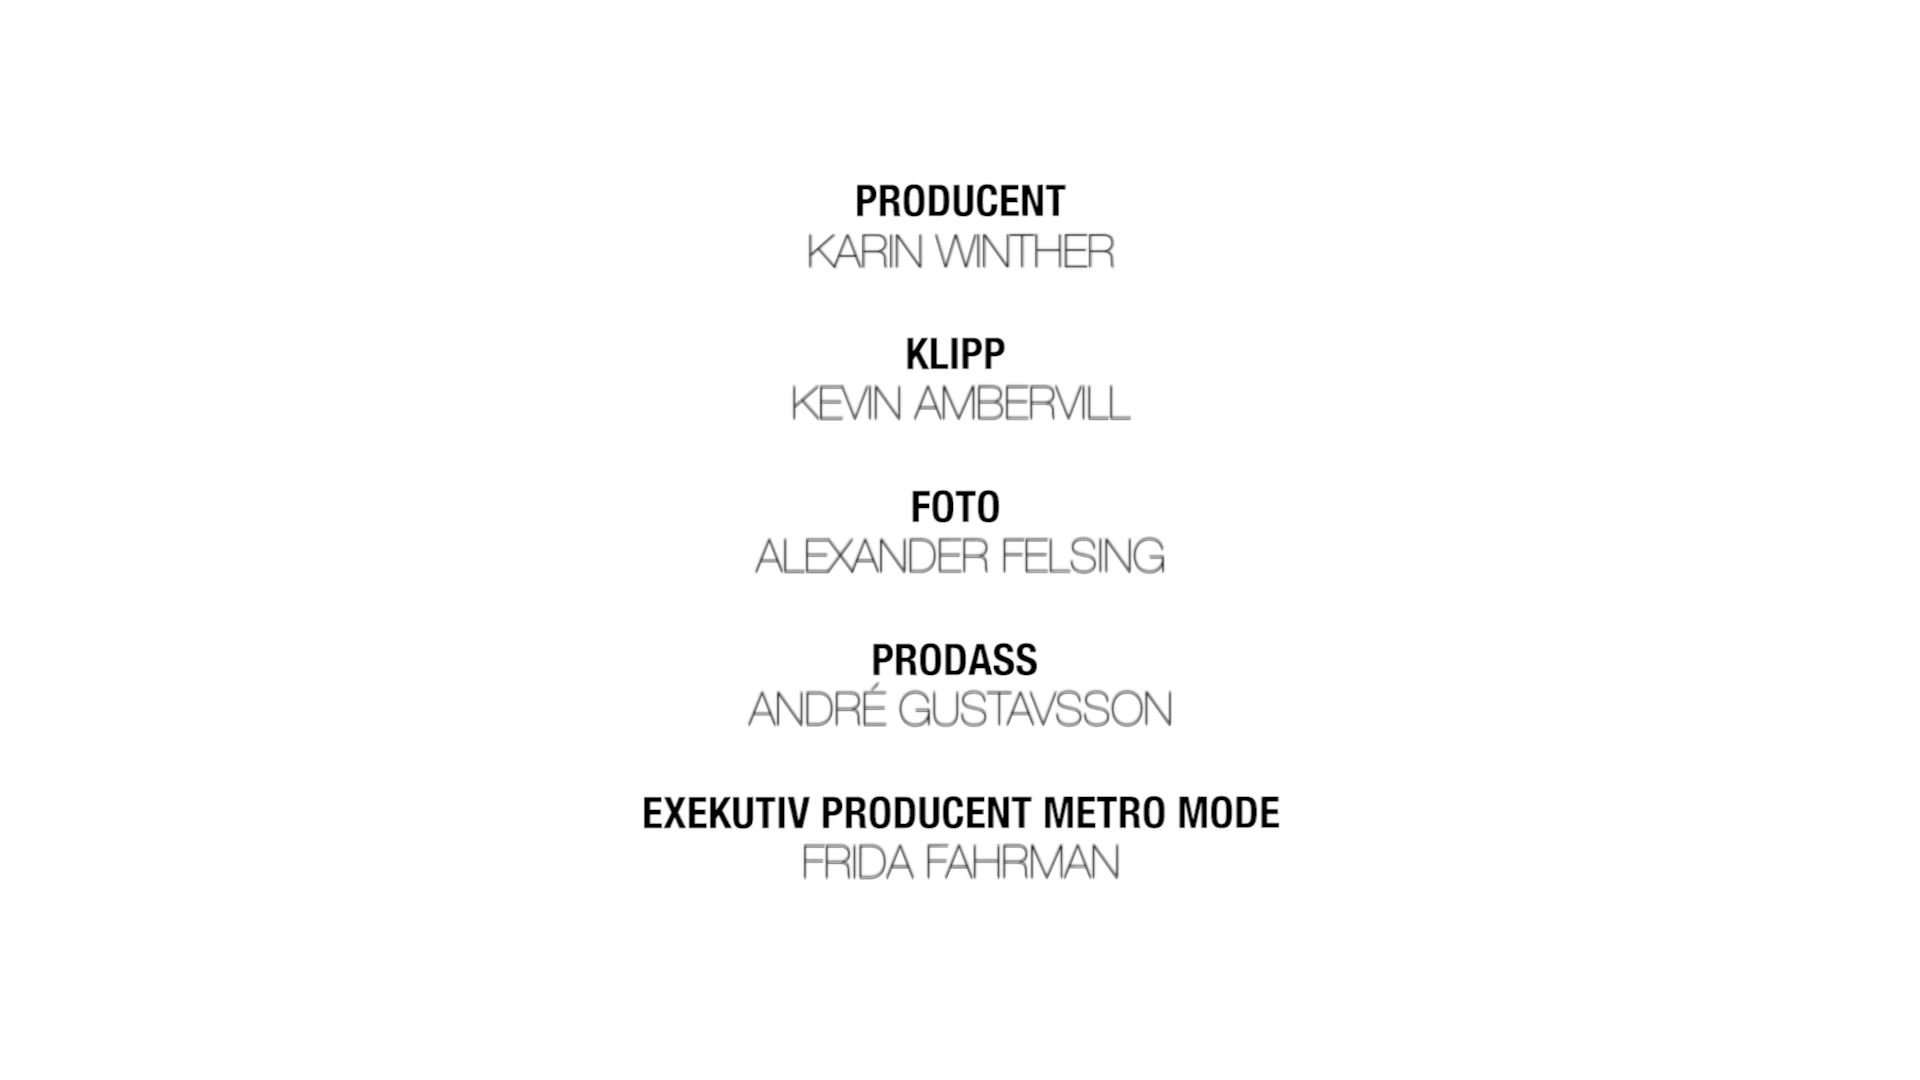 PRODUCENT
KARIN WINTHER
KLIPP
KEVIN AMBERVILL
FOTO
ALEXANDER FELSING
PRODASS
ANDRÉ GUSTAVSSON
EXEKUTIV PRODUCENT METRO MODE
FRIDA FAHRMAN